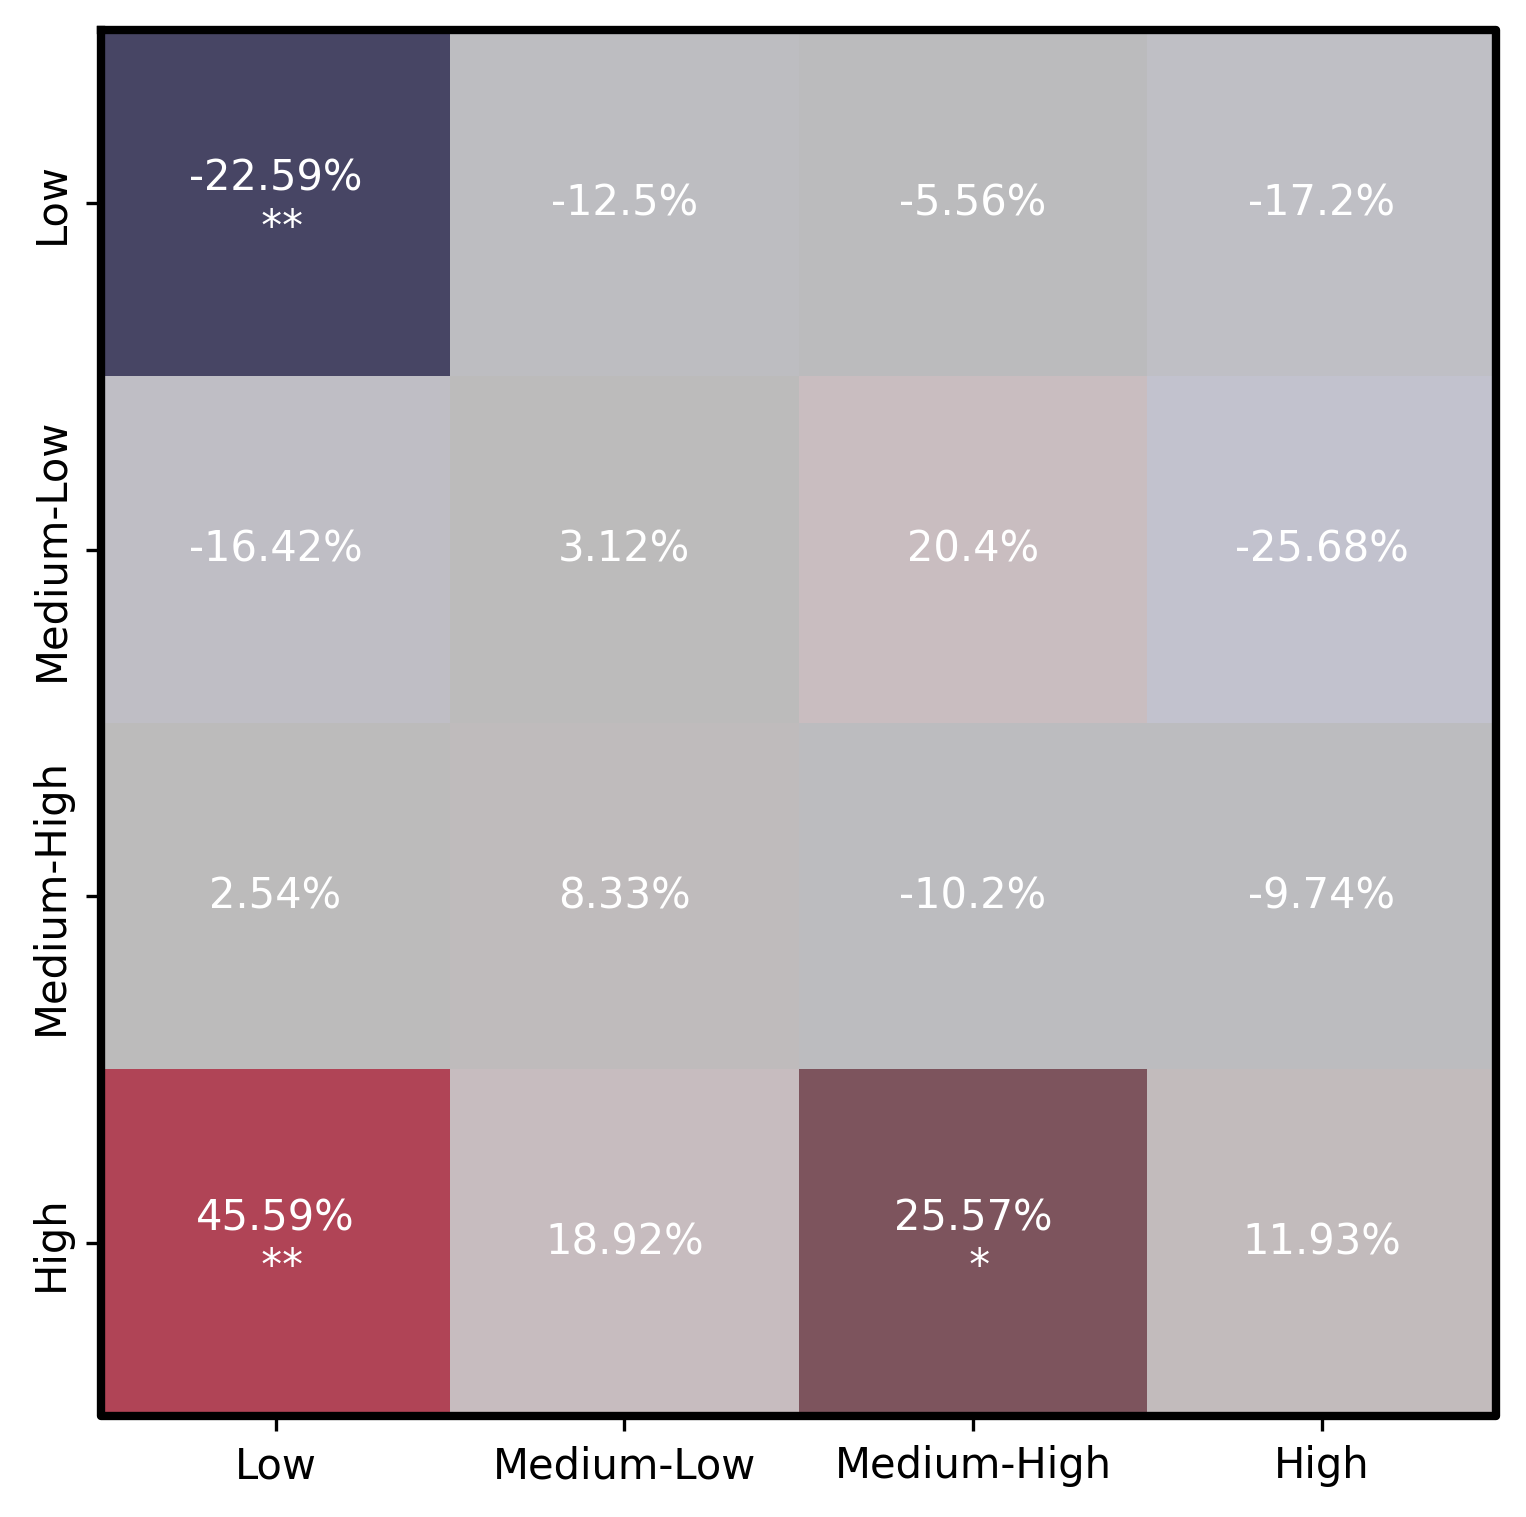 Low
-22.59%
**
-12.5%
-5.56%
-17.2%
Medium-Low
-16.42%
3.12%
20.4%
-25.68%
Medium-High
2.54%
8.33%
-10.2%
-9.74%
High
45.59%
**
18.92%
25.57%
*
11.93%
Low
Medium-Low
Medium-High
High